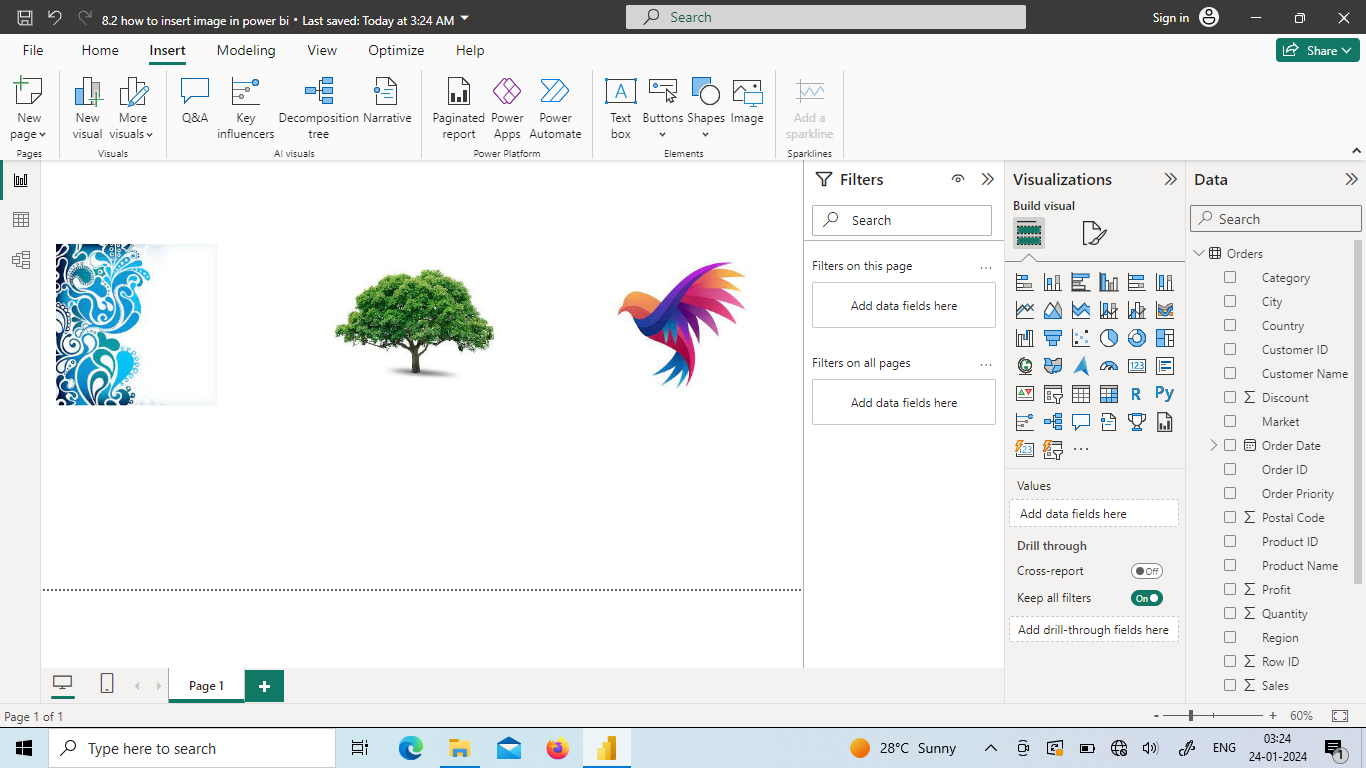 8.2 how to insert image in power bi • Last saved: Today at 3:24 AM
Search
Sign in
File
Home
Insert
Modeling
View
Optimize
Help
Share
New page
Pages
New visual
More visuals
Visuals
Q&A
Key influencers
Decomposition tree
Narrative
AI visuals
Paginated report
Power Apps
Power Automate
Power Platform
Text box
Buttons
Shapes
Image
Elements
Add a sparkline
Sparklines
Filters
Search
Filters on this page
...
Add data fields here
Filters on all pages
...
Add data fields here
Visualizations
Build visual
123
R
Py
123
...
Values
Add data fields here
Drill through
Cross-report
Off
Keep all filters
On
Add drill-through fields here
Data
Search
Orders
Category
City
Country
Customer ID
Customer Name
Σ Discount
Market
Order Date
Order ID
Order Priority
Σ Postal Code
Product ID
Product Name
Σ Profit
Σ Quantity
Region
Σ Row ID
Σ Sales
Page 1
+
Page 1 of 1
- + 60%
Type here to search
28°C Sunny
ENG
03:24
24-01-2024
1